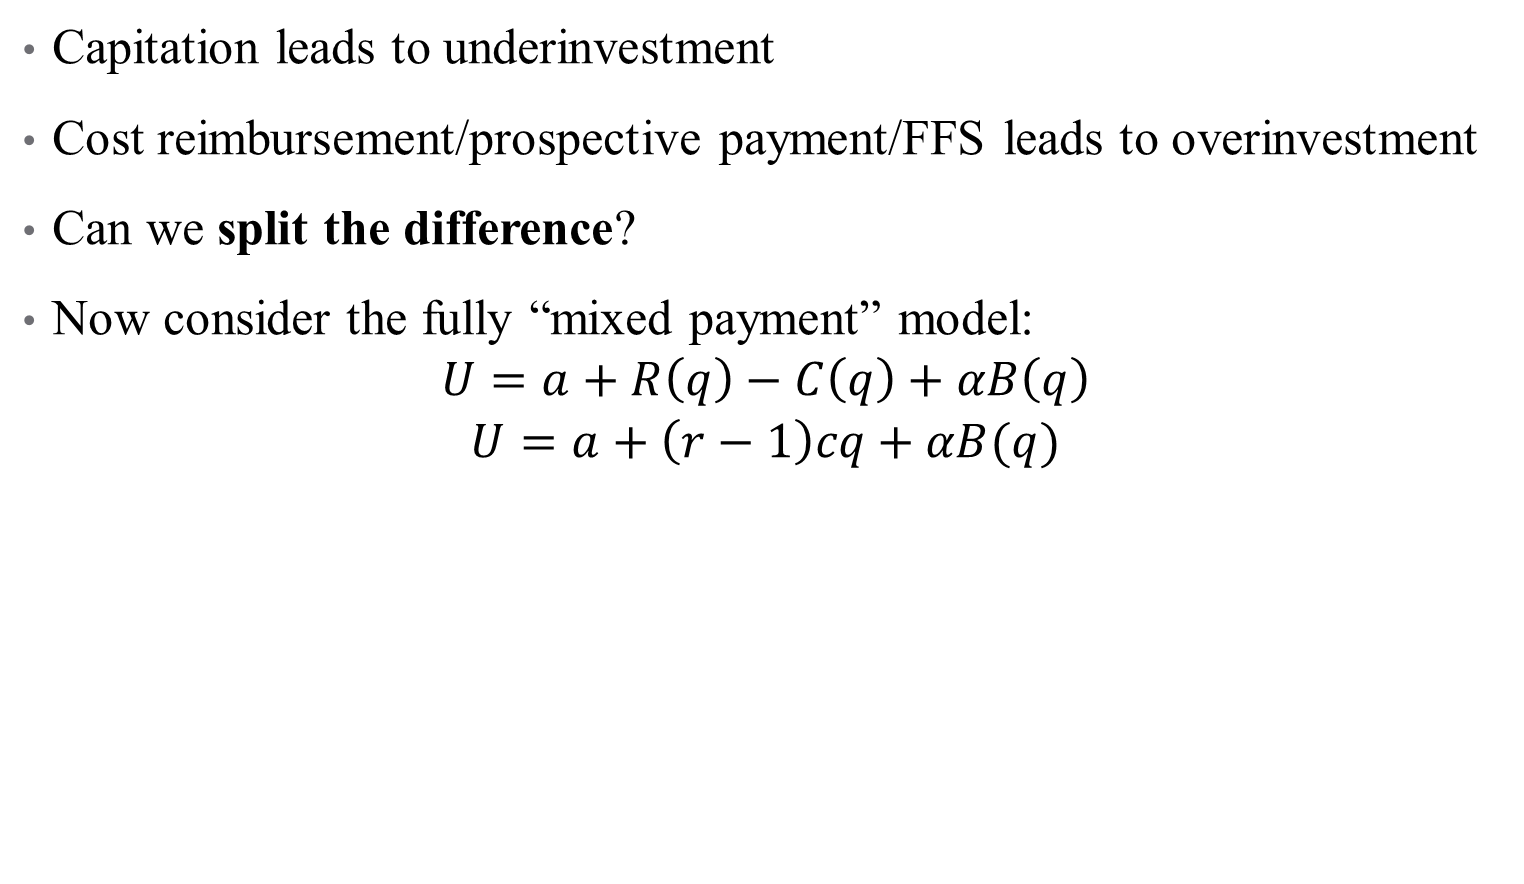 • Capitation leads to underinvestment
• Cost reimbursement/prospective payment/FFS leads to overinvestment
• Can we split the difference?
• Now consider the fully “mixed payment” model:
𝑈 = 𝑎 + 𝑅(𝑞) − 𝐶(𝑞) + 𝛼𝐵(𝑞)
𝑈 = 𝑎 + (𝑟 − 1)𝑐𝑞 + 𝛼𝐵(𝑞)